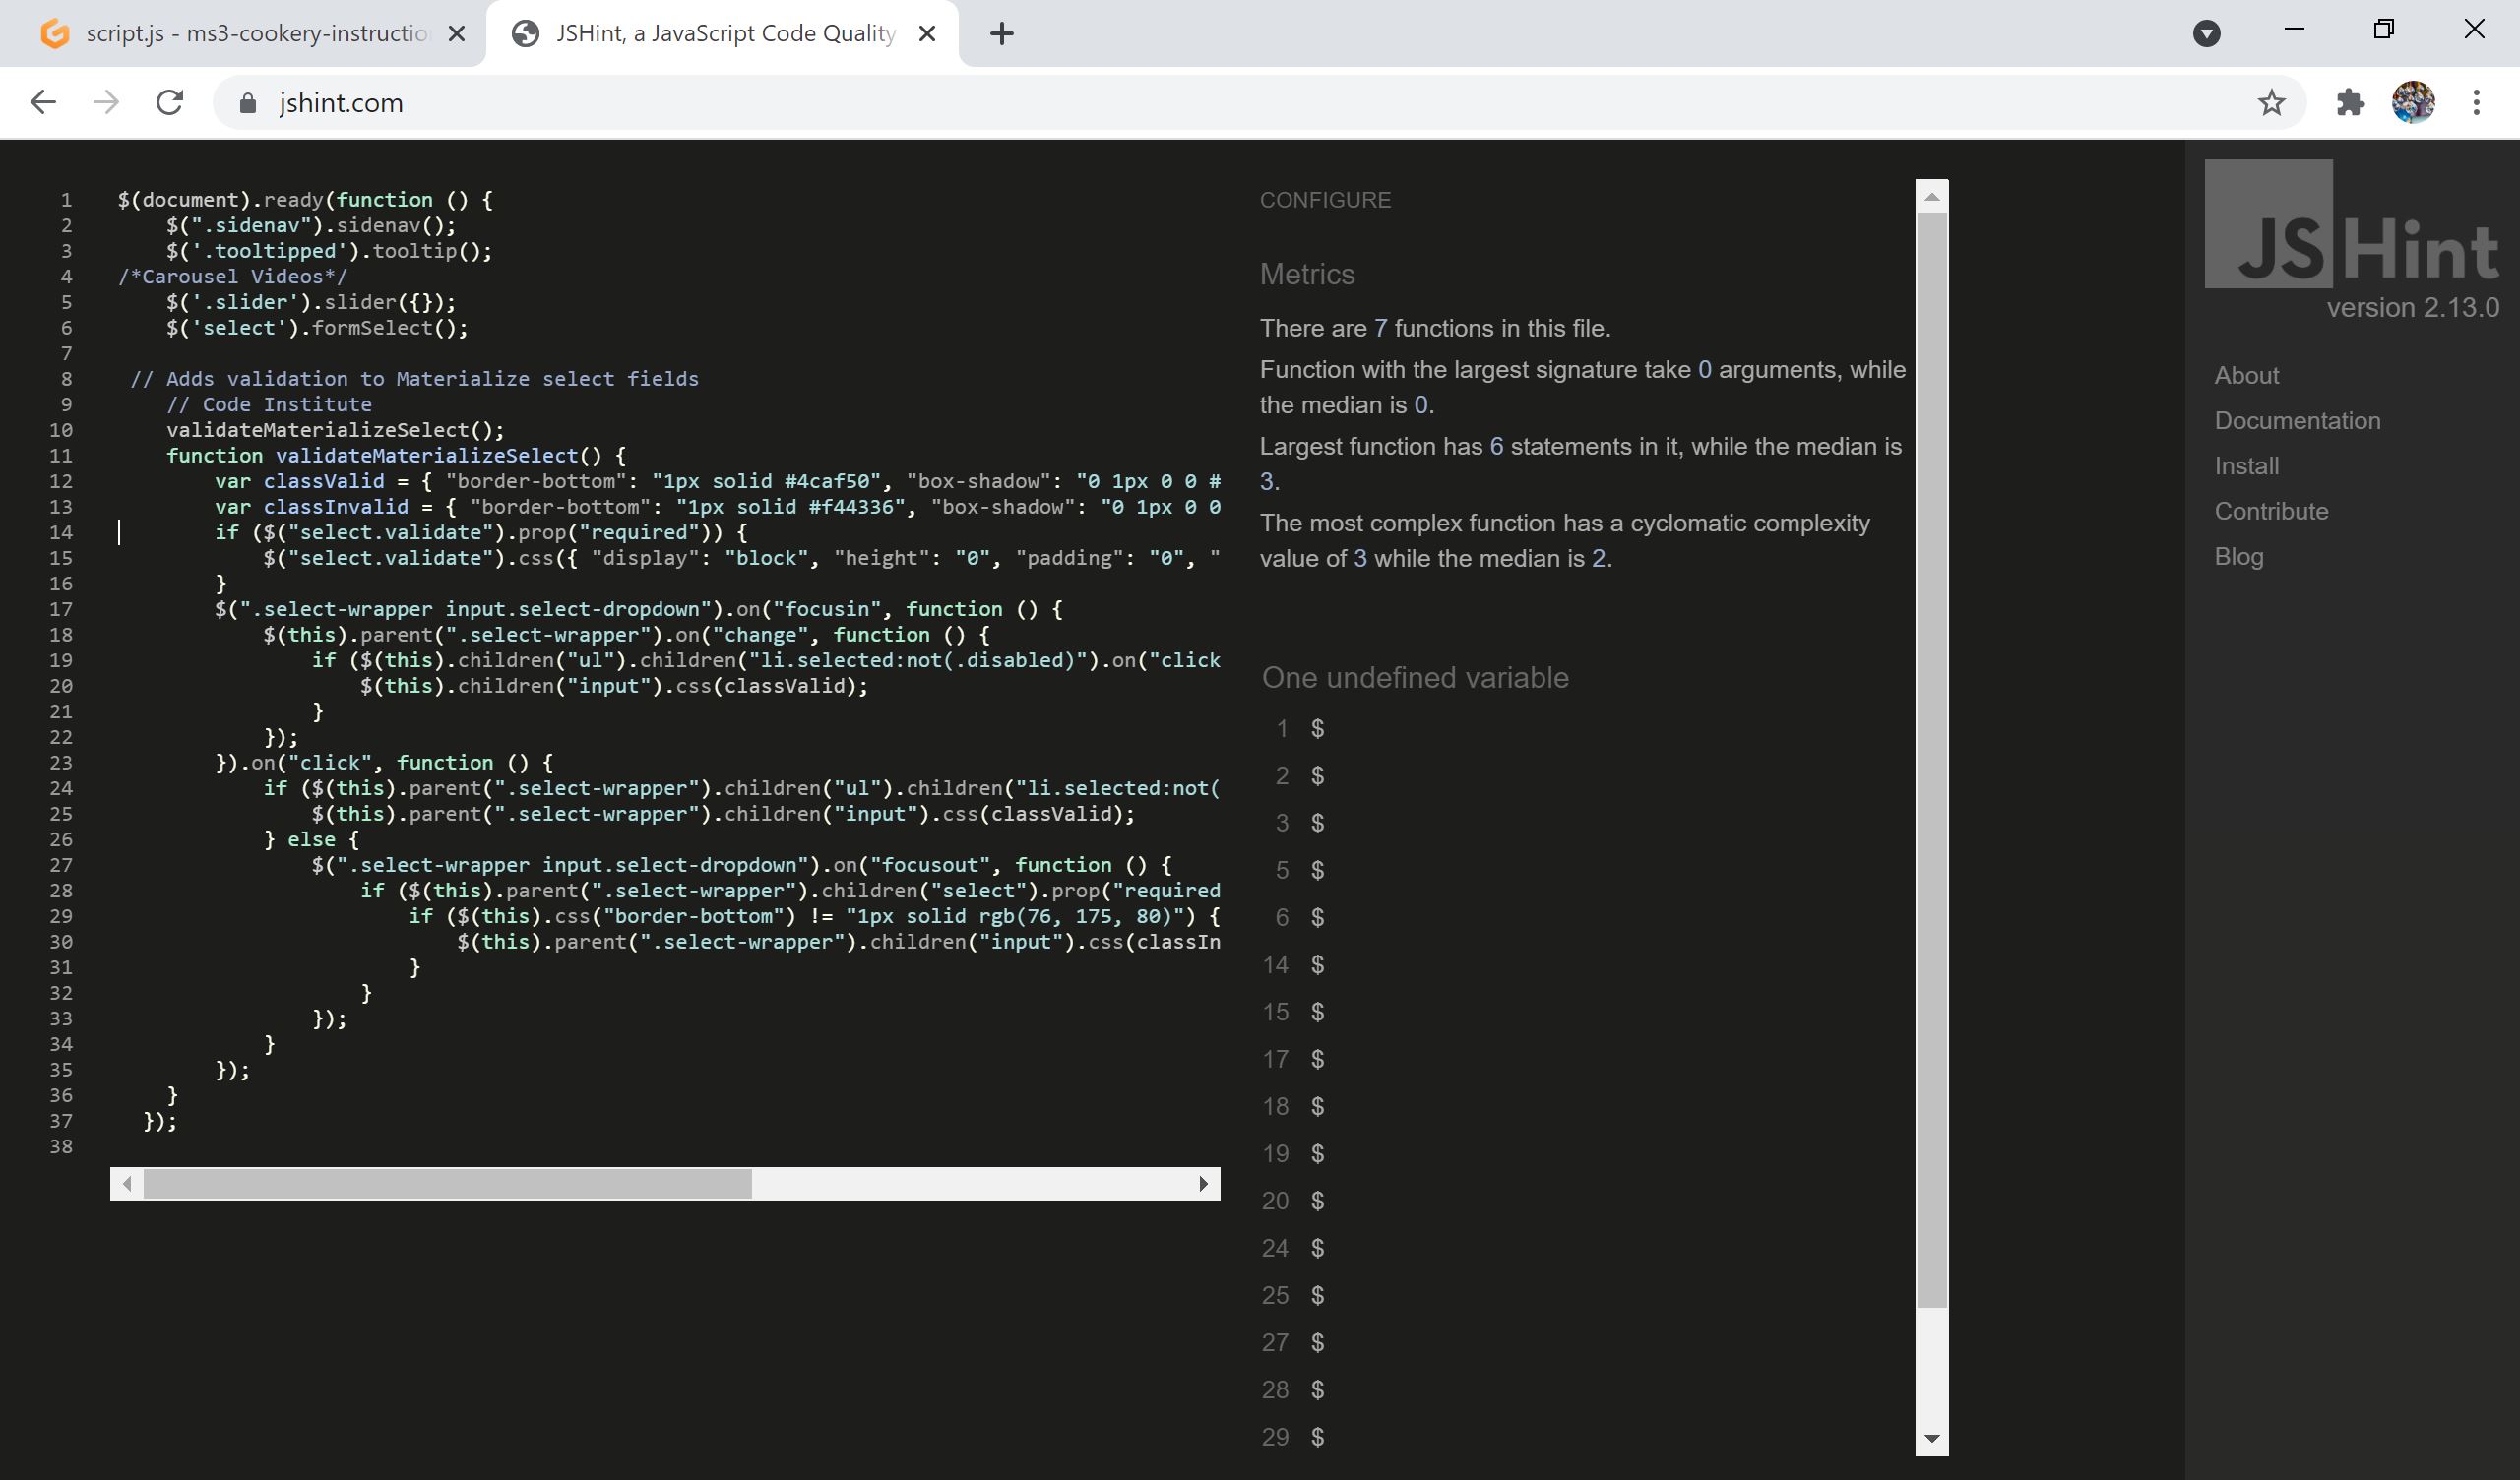 script.js - ms3-cookery-instructio
JSHint, a JavaScript Code Quality
jshint.com
1 $(document).ready(function () {
2 $(".sidenav").sidenav();
3 $('.tooltipped').tooltip();
4 /*Carousel Videos*/
5 $('.slider').slider({});
6 $('select').formSelect();
7
8 // Adds validation to Materialize select fields
9 // Code Institute
10 validateMaterializeSelect();
11 function validateMaterializeSelect() {
12 var classValid = { "border-bottom": "1px solid #4caf50", "box-shadow": "0 1px 0 0 #
13 var classInvalid = { "border-bottom": "1px solid #f44336", "box-shadow": "0 1px 0 0
14 if ($("select.validate").prop("required")) {
15 $("select.validate").css({ "display": "block", "height": "0", "padding": "0", "
16 }
17 $(".select-wrapper input.select-dropdown").on("focusin", function () {
18 $(this).parent(".select-wrapper").on("change", function () {
19 if ($(this).children("ul").children("li.selected:not(.disabled)").on("click
20 $(this).children("input").css(classValid);
21 }
22 });
23 }).on("click", function () {
24 if ($(this).parent(".select-wrapper").children("ul").children("li.selected:not(
25 $(this).parent(".select-wrapper").children("input").css(classValid);
26 } else {
27 $(".select-wrapper input.select-dropdown").on("focusout", function () {
28 if ($(this).parent(".select-wrapper").children("select").prop("required
29 if ($(this).css("border-bottom") != "1px solid rgb(76, 175, 80)") {
30 $(this).parent(".select-wrapper").children("input").css(classIn
31 }
32 }
33 });
34 }
35 });
36 }
37 });
38
CONFIGURE
Metrics
There are 7 functions in this file.
Function with the largest signature take 0 arguments, while
the median is 0.
Largest function has 6 statements in it, while the median is
3.
The most complex function has a cyclomatic complexity
value of 3 while the median is 2.
One undefined variable
1 $
2 $
3 $
5 $
6 $
14 $
15 $
17 $
18 $
19 $
20 $
24 $
25 $
27 $
28 $
29 $
JSHint
version 2.13.0
About
Documentation
Install
Contribute
Blog